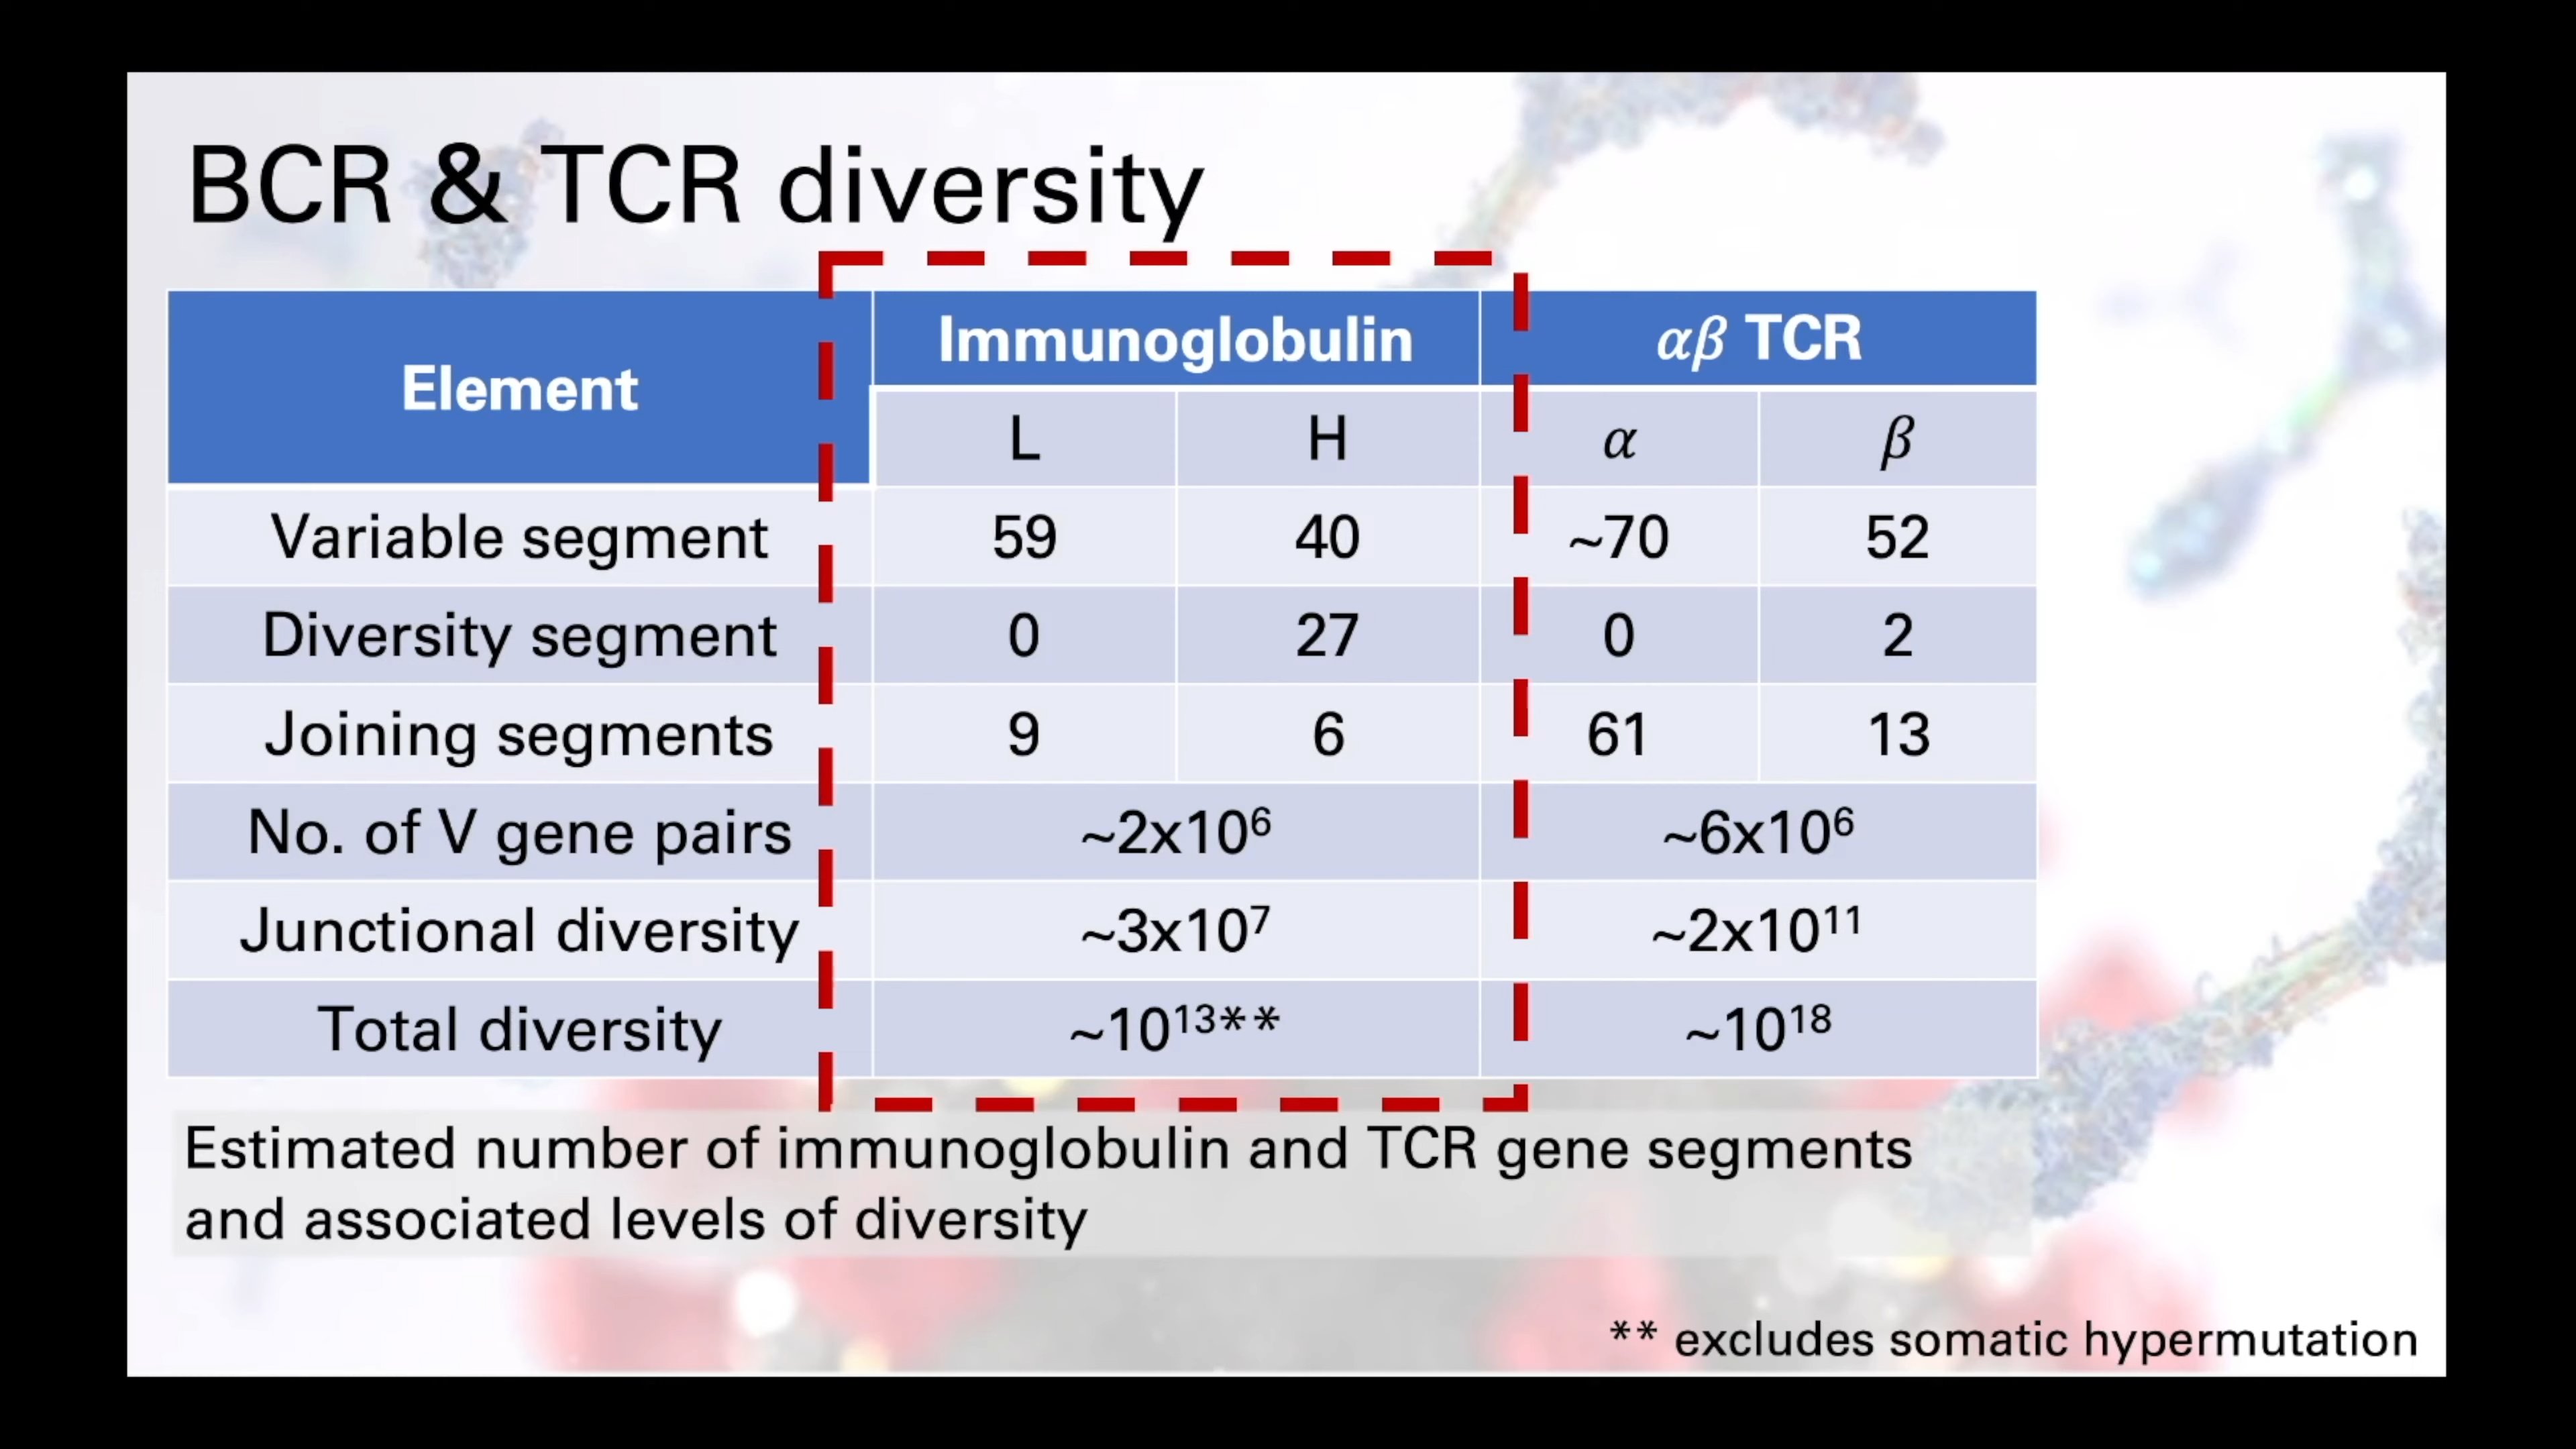 BCR & TCR diversity
Element Immunoglobulin αβ TCR
L H α β
Variable segment 59 40 ~70 52
Diversity segment 0 27 0 2
Joining segments 9 6 61 13
No. of V gene pairs ~2x10⁶ ~6x10⁶
Junctional diversity ~3x10⁷ ~2x10¹¹
Total diversity ~10¹³** ~10¹⁸
Estimated number of immunoglobulin and TCR gene segments
and associated levels of diversity
** excludes somatic hypermutation